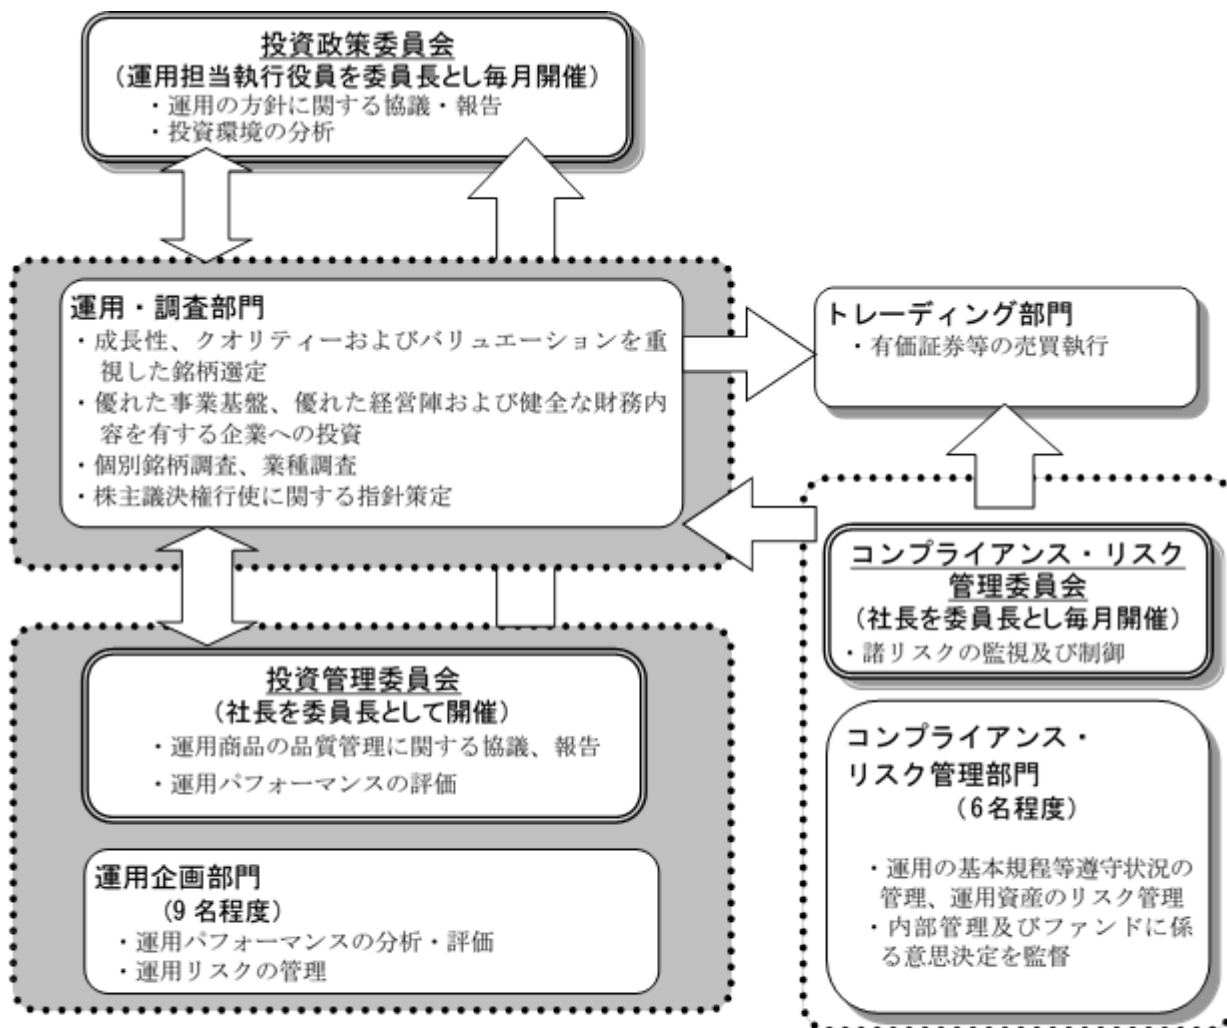 投資政策委員会
(運用担当執行役員を委員長とし毎月開催)
・運用の方針に関する協議・報告
・投資環境の分析
運用・調査部門
・成長性、クオリティーおよびバリュエーションを重
視した銘柄選定
・優れた事業基盤、優れた経営陣および健全な財務内
容を有する企業への投資
・個別銘柄調査、業種調査
・株主議決権行使に関する指針策定
トレーディング部門
・有価証券等の売買執行
コンプライアンス・リスク
管理委員会
(社長を委員長とし毎月開催)
・諸リスクの監視及び制御
投資管理委員会
(社長を委員長として開催)
・運用商品の品質管理に関する協議、報告
・運用パフォーマンスの評価
コンプライアンス・
リスク管理部門
(6名程度)
・運用の基本規程等遵守状況の
管理、運用資産のリスク管理
・内部管理及びファンドに係
る意思決定を監督
運用企画部門
(9名程度)
・運用パフォーマンスの分析・評価
・運用リスクの管理